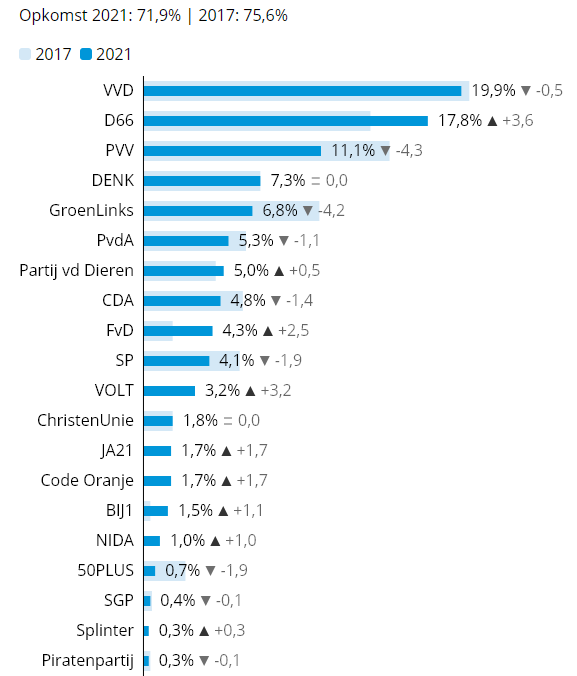 Opkomst 2021: 71,9% | 2017: 75,6%
2017 2021
VVD 19,9% ▼ -0,5
D66 17,8% ▲ +3,6
PVV 11,1% ▼ -4,3
DENK 7,3% = 0,0
GroenLinks 6,8% ▼ -4,2
PvdA 5,3% ▼ -1,1
Partij vd Dieren 5,0% ▲ +0,5
CDA 4,8% ▼ -1,4
FvD 4,3% ▲ +2,5
SP 4,1% ▼ -1,9
VOLT 3,2% ▲ +3,2
ChristenUnie 1,8% = 0,0
JA21 1,7% ▲ +1,7
Code Oranje 1,7% ▲ +1,7
BIJ1 1,5% ▲ +1,1
NIDA 1,0% ▲ +1,0
50PLUS 0,7% ▼ -1,9
SGP 0,4% ▼ -0,1
Splinter 0,3% ▲ +0,3
Piratenpartij 0,3% ▼ -0,1